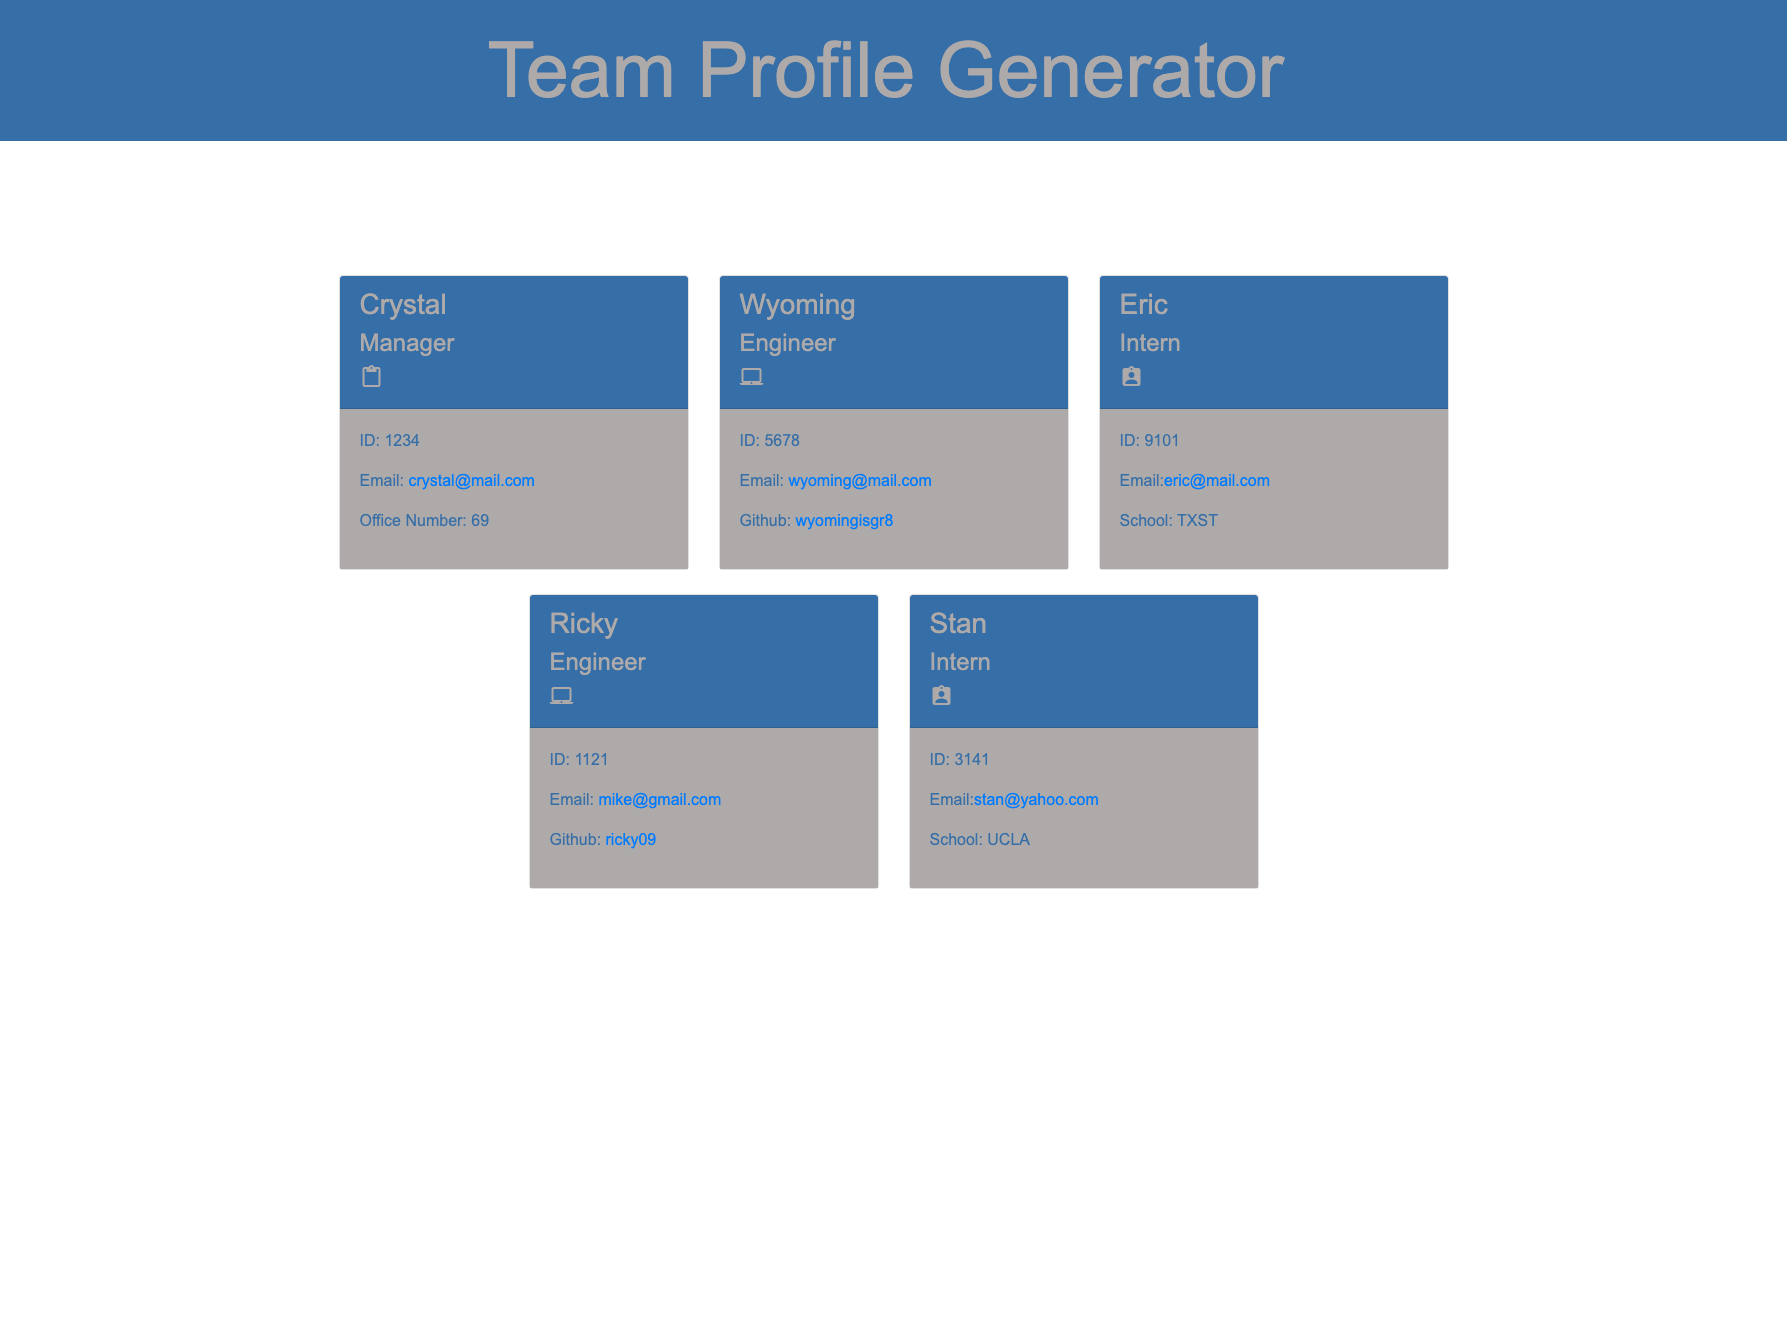 Team Profile Generator
Crystal
Manager
ID: 1234
Email: crystal@mail.com
Office Number: 69
Wyoming
Engineer
ID: 5678
Email: wyoming@mail.com
Github: wyomingisgr8
Eric
Intern
ID: 9101
Email:eric@mail.com
School: TXST
Ricky
Engineer
ID: 1121
Email: mike@gmail.com
Github: ricky09
Stan
Intern
ID: 3141
Email:stan@yahoo.com
School: UCLA